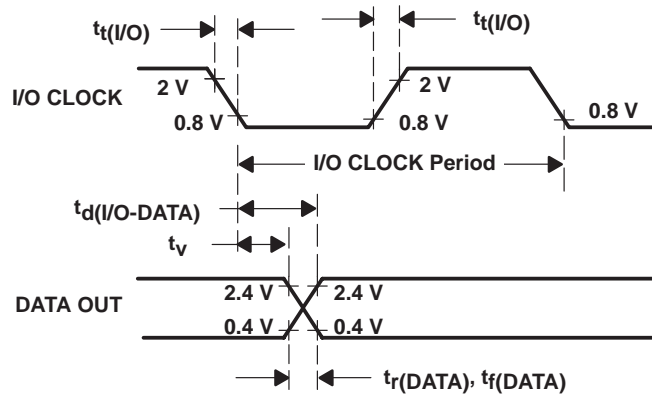 tt(I/O) tt(I/O)
2 V 2 V
I/O CLOCK
0.8 V 0.8 V 0.8 V
I/O CLOCK Period
td(I/O-DATA)
tv
2.4 V 2.4 V
DATA OUT
0.4 V 0.4 V
tr(DATA), tf(DATA)